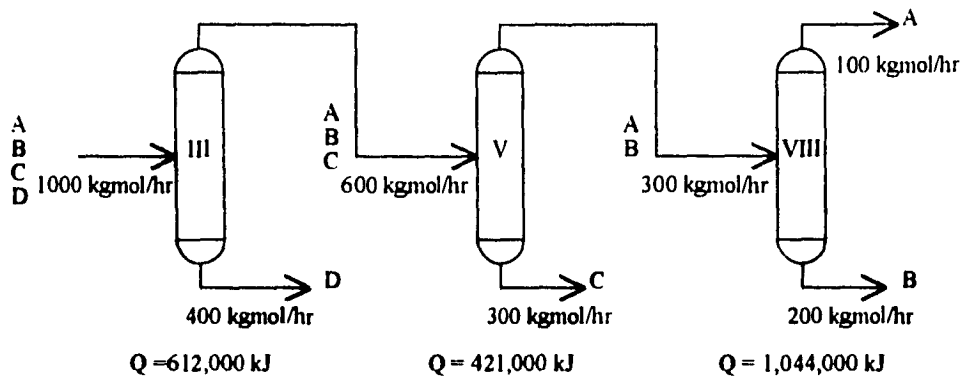 A
100 kgmol/hr
A
B
C
D
1000 kgmol/hr
III
A
B
C
600 kgmol/hr
V
A
B
300 kgmol/hr
VIII
D
400 kgmol/hr
C
300 kgmol/hr
B
200 kgmol/hr
Q =612,000 kJ
Q = 421,000 kJ
Q = 1,044,000 kJ